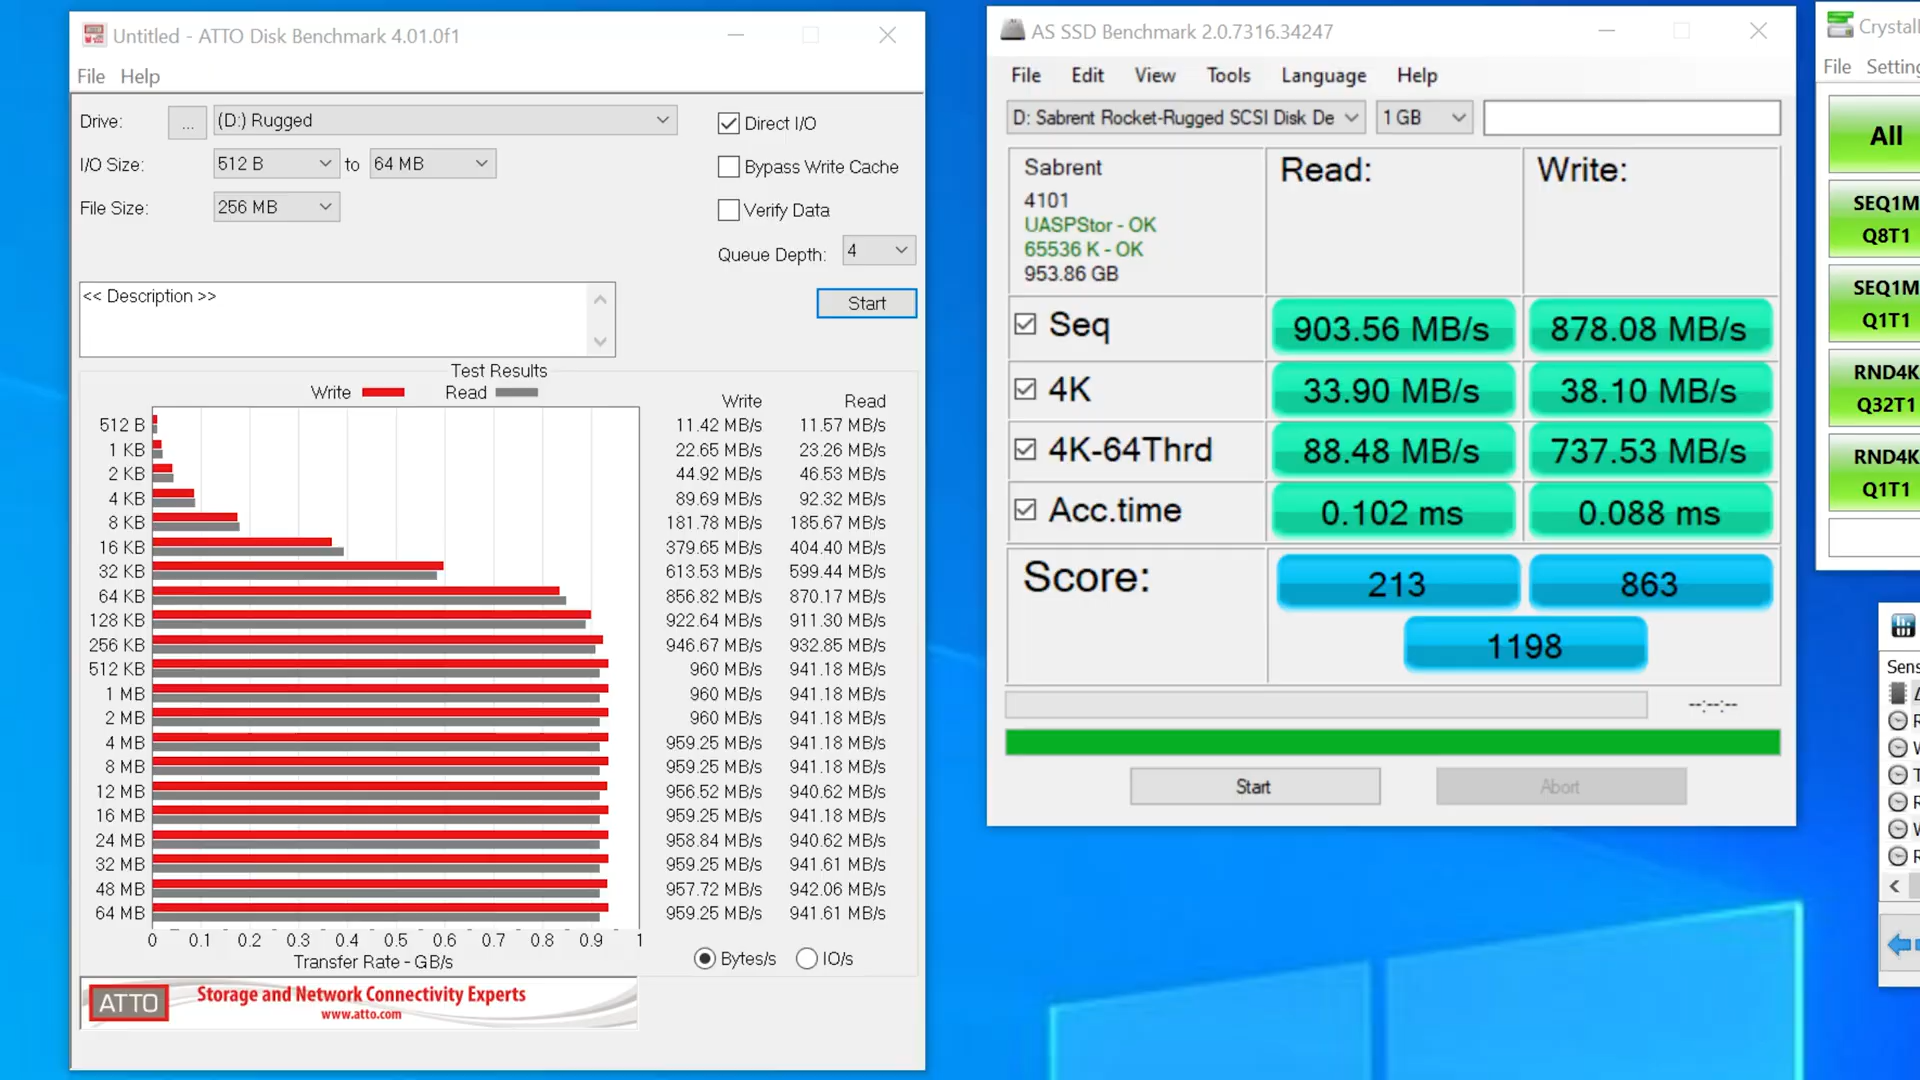 Untitled - ATTO Disk Benchmark 4.01.0f1
File Help
Drive: ... (D:) Rugged
Direct I/O
I/O Size: 512 B to 64 MB
Bypass Write Cache
File Size: 256 MB
Verify Data
Queue Depth: 4
<< Description >>
Start
Test Results
Write Read
Write Read
512 B 11.42 MB/s 11.57 MB/s
1 KB 22.65 MB/s 23.26 MB/s
2 KB 44.92 MB/s 46.53 MB/s
4 KB 89.69 MB/s 92.32 MB/s
8 KB 181.78 MB/s 185.67 MB/s
16 KB 379.65 MB/s 404.40 MB/s
32 KB 613.53 MB/s 599.44 MB/s
64 KB 856.82 MB/s 870.17 MB/s
128 KB 922.64 MB/s 911.30 MB/s
256 KB 946.67 MB/s 932.85 MB/s
512 KB 960 MB/s 941.18 MB/s
1 MB 960 MB/s 941.18 MB/s
2 MB 960 MB/s 941.18 MB/s
4 MB 959.25 MB/s 941.18 MB/s
8 MB 959.25 MB/s 941.18 MB/s
12 MB 956.52 MB/s 940.62 MB/s
16 MB 959.25 MB/s 941.18 MB/s
24 MB 958.84 MB/s 940.62 MB/s
32 MB 959.25 MB/s 941.61 MB/s
48 MB 957.72 MB/s 942.06 MB/s
64 MB 959.25 MB/s 941.61 MB/s
0 0.1 0.2 0.3 0.4 0.5 0.6 0.7 0.8 0.9 1
Transfer Rate - GB/s
Bytes/s IO/s
ATTO
Storage and Network Connectivity Experts
www.atto.com
AS SSD Benchmark 2.0.7316.34247
File Edit View Tools Language Help
D: Sabrent Rocket-Rugged SCSI Disk De 1 GB
Sabrent
4101
UASPStor - OK
65536 K - OK
953.86 GB
Read: Write:
Seq 903.56 MB/s 878.08 MB/s
4K 33.90 MB/s 38.10 MB/s
4K-64Thrd 88.48 MB/s 737.53 MB/s
Acc.time 0.102 ms 0.088 ms
Score: 213 863
1198
--:--:--
Start Abort
File
All
SEQ1M
Q8T1
SEQ1M
Q1T1
RND4K
Q32T1
RND4K
Q1T1